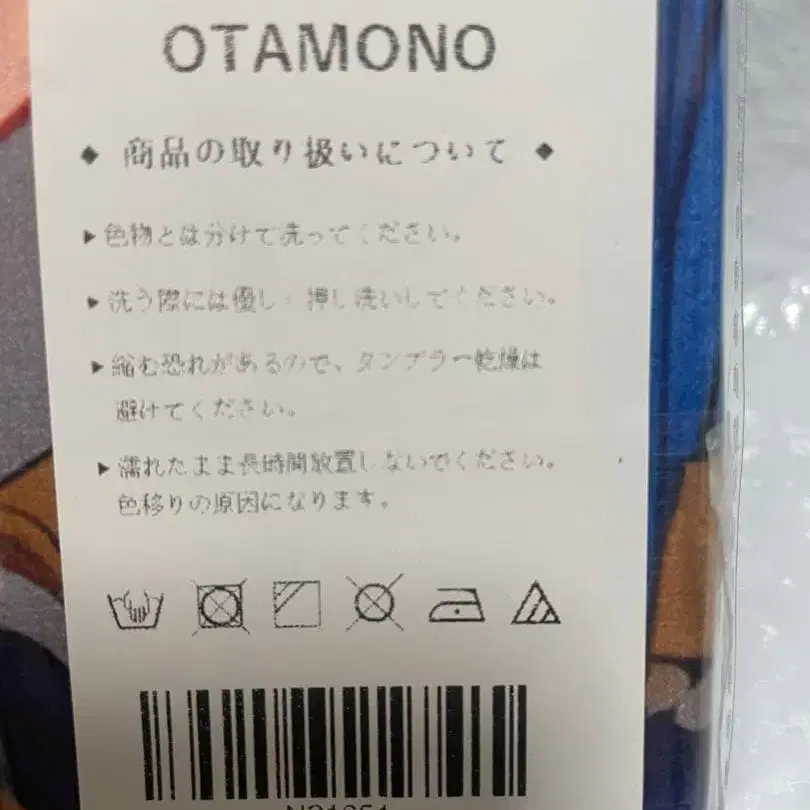 OTAMONO
◆ 商品の取り扱いについて ◆
▶色物とは分けて洗ってください。
▶洗う際には優しく押し洗いしてください。
▶縮む恐れがあるので、タンブラー乾燥は
避けてください。
▶濡れたまま長時間放置しないでください。
色移りの原因になります。